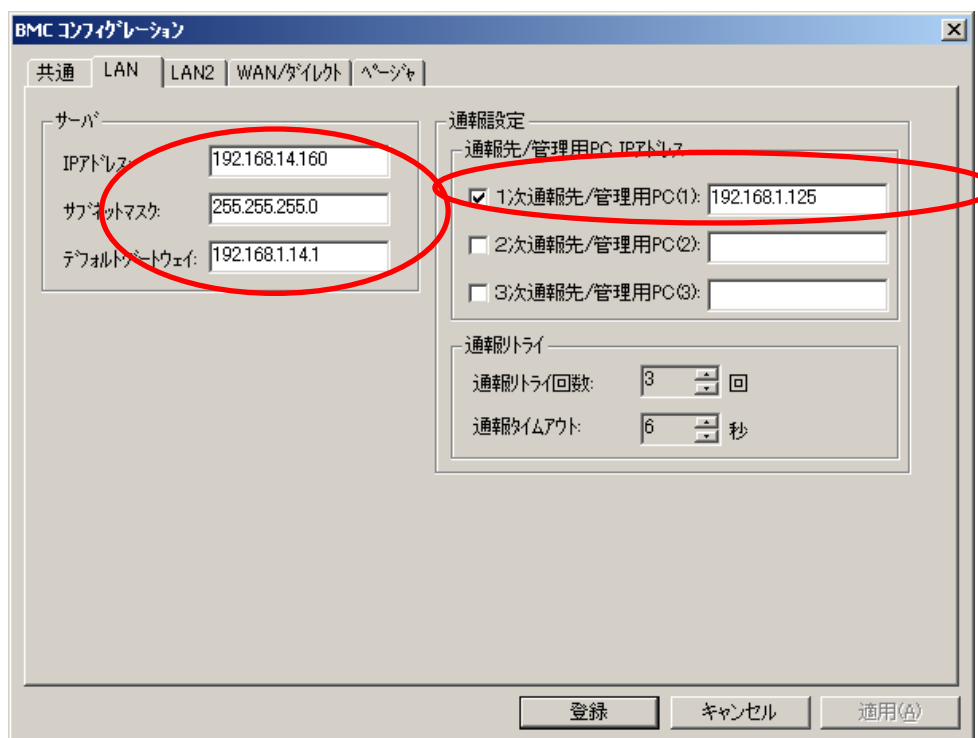 BMC コンフィグレーション
共通 LAN LAN2 WAN/ダイレクト ページャ
サーバ
IPアドレス: 192.168.14.160
サブネットマスク: 255.255.255.0
デフォルトゲートウェイ: 192.168.1.14.1
通報設定
通報先/管理用PC IPアドレス
1次通報先/管理用PC(1): 192.168.1.125
2次通報先/管理用PC(2):
3次通報先/管理用PC(3):
通報リトライ
通報リトライ回数: 3 回
通報タイムアウト: 6 秒
登録 キャンセル 適用(A)